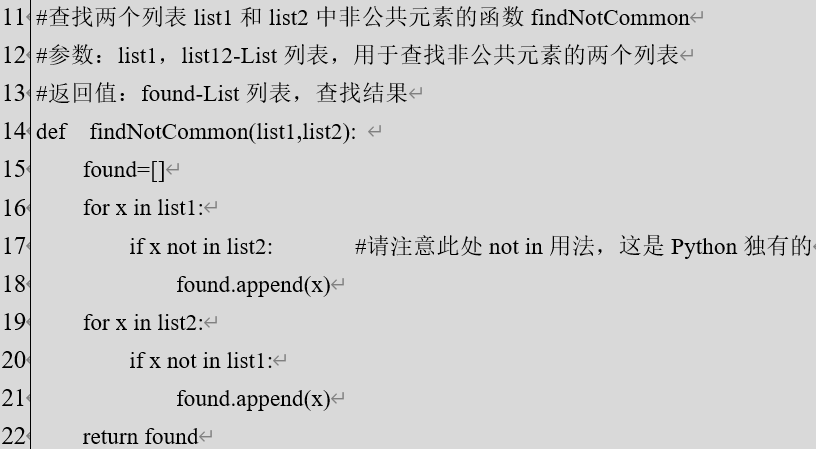 11 #查找两个列表 list1 和 list2 中非公共元素的函数 findNotCommon
12 #参数：list1，list12-List 列表，用于查找非公共元素的两个列表
13 #返回值：found-List 列表，查找结果
14 def    findNotCommon(list1,list2):
15         found=[]
16         for x in list1:
17                 if x not in list2:              #请注意此处 not in 用法，这是 Python 独有的
18                         found.append(x)
19         for x in list2:
20                 if x not in list1:
21                         found.append(x)
22         return found